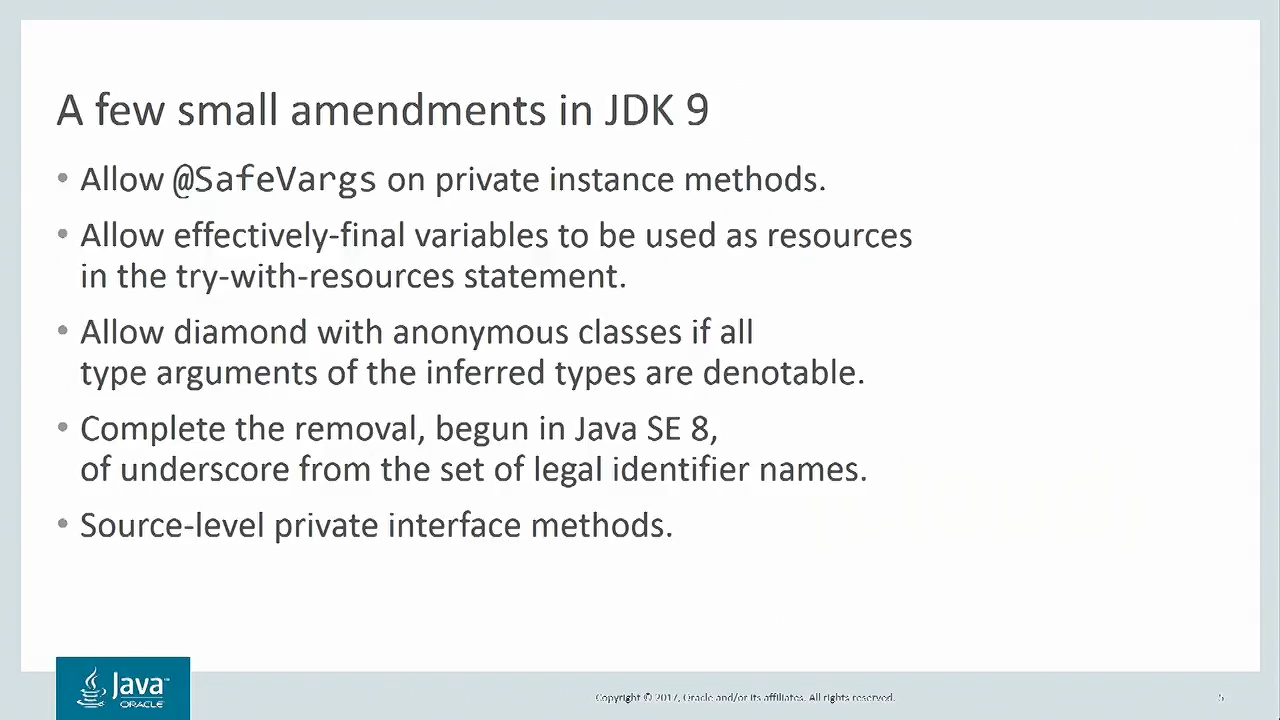 A few small amendments in JDK 9
• Allow @SafeVargs on private instance methods.
• Allow effectively-final variables to be used as resources
in the try-with-resources statement.
• Allow diamond with anonymous classes if all
type arguments of the inferred types are denotable.
• Complete the removal, begun in Java SE 8,
of underscore from the set of legal identifier names.
• Source-level private interface methods.
Java™
ORACLE
Copyright © 2017, Oracle and/or its affiliates. All rights reserved.
5